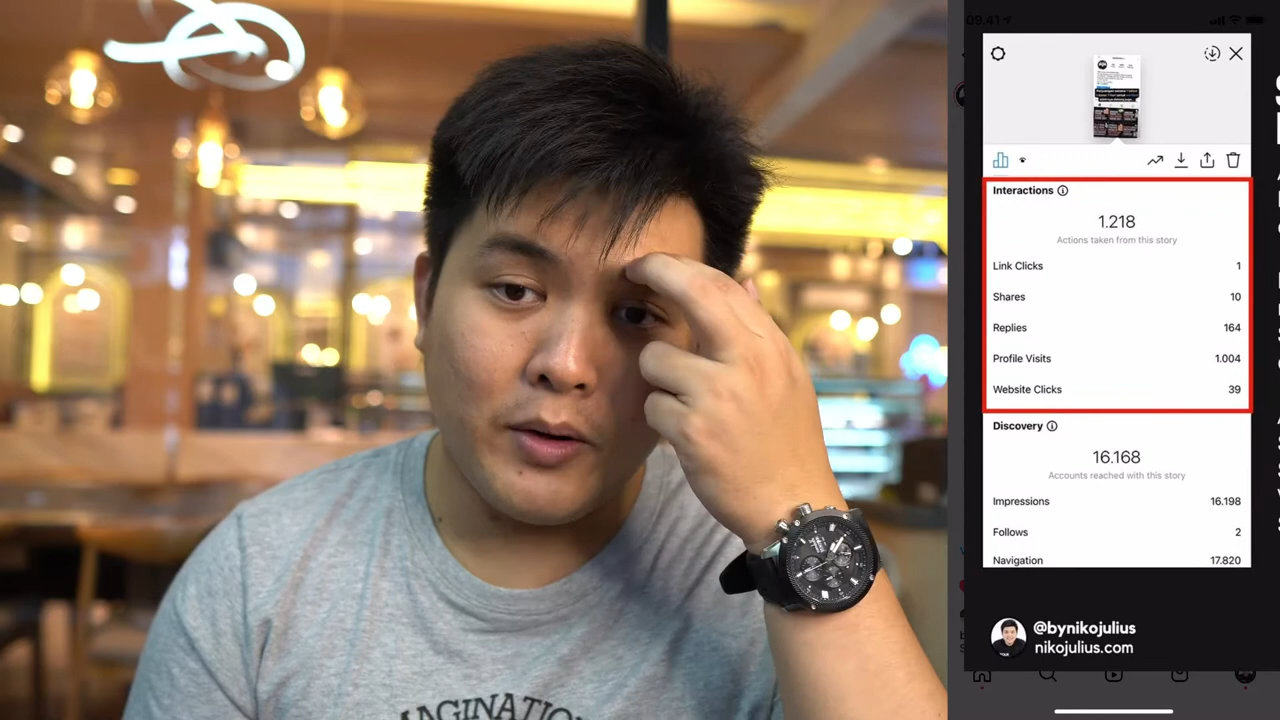 09.41
Interactions
1.218
Actions taken from this story
Link Clicks 1
Shares 10
Replies 164
Profile Visits 1.004
Website Clicks 39
Discovery
16.168
Accounts reached with this story
Impressions 16.198
Follows 2
Navigation 17.820
@bynikojulius
nikojulius.com